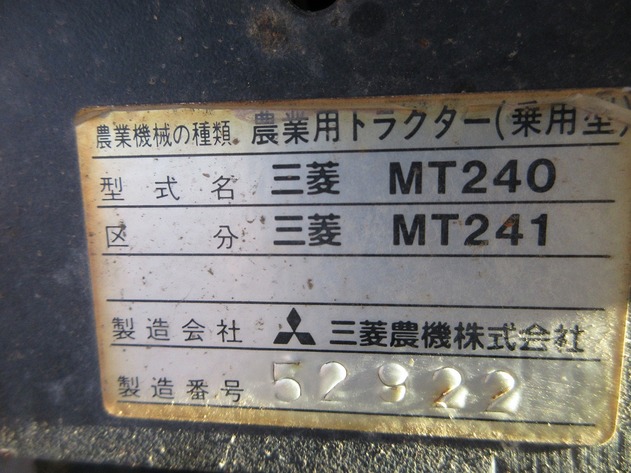 農業機械の種類 農業用トラクター(乗用型)
型式名 三菱 MT240
区分 三菱 MT241
製造会社 三菱農機株式会社
製造番号 52922